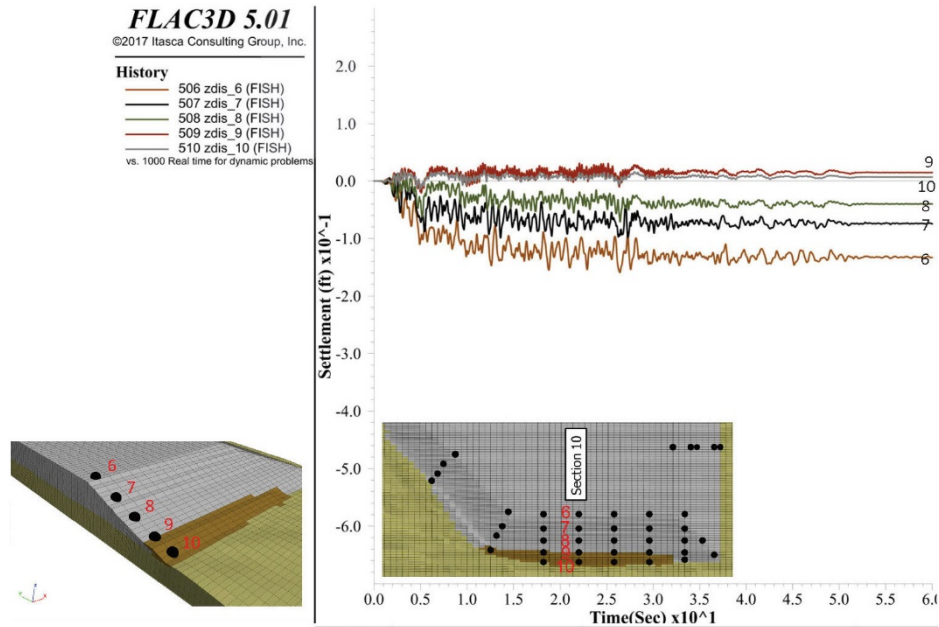 FLAC3D 5.01
©2017 Itasca Consulting Group, Inc.
History
506 zdis_6 (FISH)
507 zdis_7 (FISH)
508 zdis_8 (FISH)
509 zdis_9 (FISH)
510 zdis_10 (FISH)
vs. 1000 Real time for dynamic problems
Settlement (ft) x10^-1
2.0
1.0
0.0
-1.0
-2.0
-3.0
-4.0
-5.0
-6.0
9
10
8
7
6
Section 10
6
7
8
9
10
6
7
8
9
10
0.0 0.5 1.0 1.5 2.0 2.5 3.0 3.5 4.0 4.5 5.0 5.5 6.0
Time(Sec) x10^1